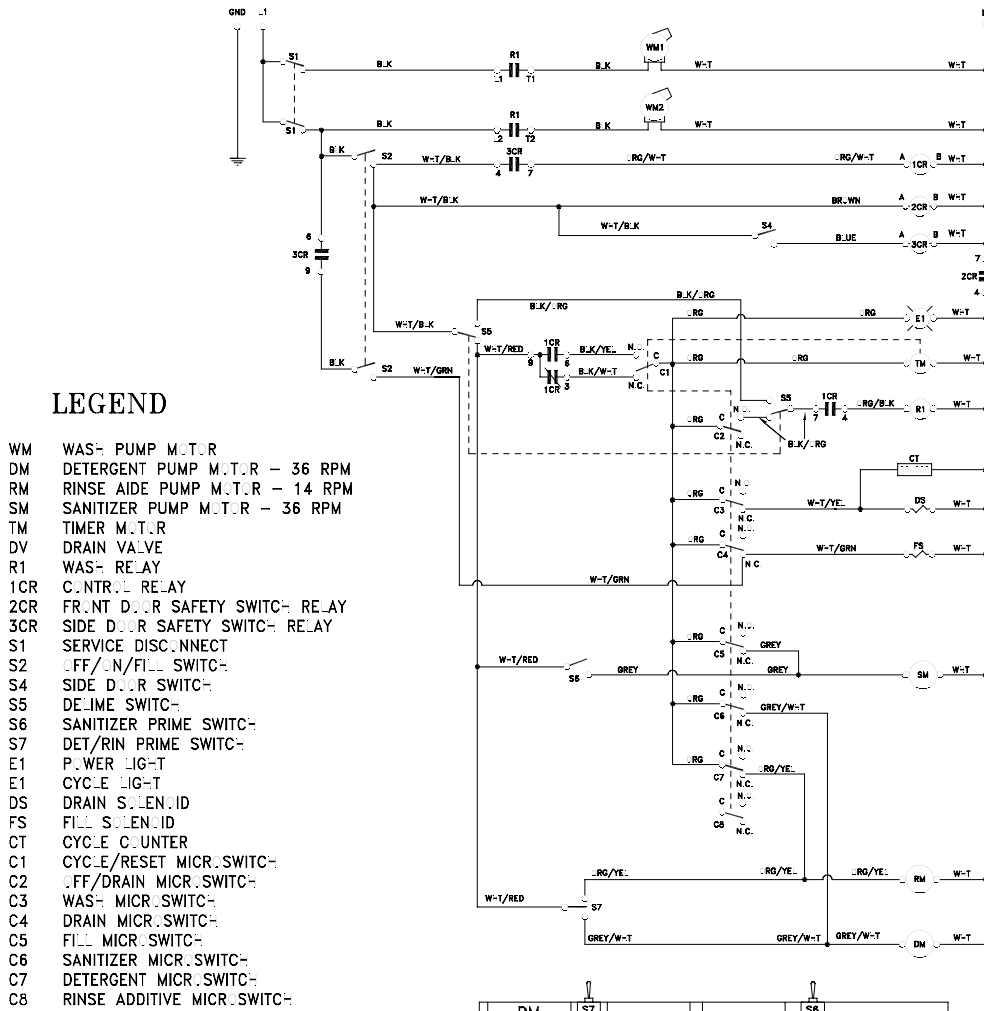 GND L1
S1 BLK R1 BLK WM1 WHT
L1 T1
S1 BLK R1 BLK WM2 WHT
L2 T2
BLK S2 WHT/BLK 3CR ORG/WHT ORG/WHT A 1CR B WHT
4 7
WHT/BLK BROWN A 2CR B WHT
WHT/BLK S4 BLUE A 3CR B WHT
6
3CR
9
7
2CR
4
BLK/ORG
BLK/ORG
ORG ORG E1 WHT
WHT/BLK S5
WHT/RED 9 1CR 6 BLK/YEL N.O.
C
C1
ORG ORG TM WHT
1CR 3 BLK/WHT N.C.
BLK S2 WHT/GRN
S5 1CR ORG/BLK R1 WHT
7 4
ORG C N.O.
C2 N.C.
BLK/ORG
CT
ORG C N.O.
C3 N.C.
WHT/YEL DS WHT
ORG C N.O.
C4 N.C
WHT/GRN FS WHT
WHT/GRN
ORG C N.O.
C5 N.C.
GREY
WHT/RED S6 GREY GREY SM WHT
ORG C N.O.
C6 N.C.
GREY/WHT
ORG C N.O.
C7 N.C.
ORG/YEL
C N.O.
C8 N.C.
ORG/YEL ORG/YEL ORG/YEL RM WHT
WHT/RED S7
GREY/WHT GREY/WHT GREY/WHT DM WHT
LEGEND
WM WASH PUMP MOTOR
DM DETERGENT PUMP MOTOR – 36 RPM
RM RINSE AIDE PUMP MOTOR – 14 RPM
SM SANITIZER PUMP MOTOR – 36 RPM
TM TIMER MOTOR
DV DRAIN VALVE
R1 WASH RELAY
1CR CONTROL RELAY
2CR FRONT DOOR SAFETY SWITCH RELAY
3CR SIDE DOOR SAFETY SWITCH RELAY
S1 SERVICE DISCONNECT
S2 OFF/ON/FILL SWITCH
S4 SIDE DOOR SWITCH
S5 DELIME SWITCH
S6 SANITIZER PRIME SWITCH
S7 DET/RIN PRIME SWITCH
E1 POWER LIGHT
E1 CYCLE LIGHT
DS DRAIN SOLENOID
FS FILL SOLENOID
CT CYCLE COUNTER
C1 CYCLE/RESET MICROSWITCH
C2 OFF/DRAIN MICROSWITCH
C3 WASH MICROSWITCH
C4 DRAIN MICROSWITCH
C5 FILL MICROSWITCH
C6 SANITIZER MICROSWITCH
C7 DETERGENT MICROSWITCH
C8 RINSE ADDITIVE MICROSWITCH
DM S7 S6